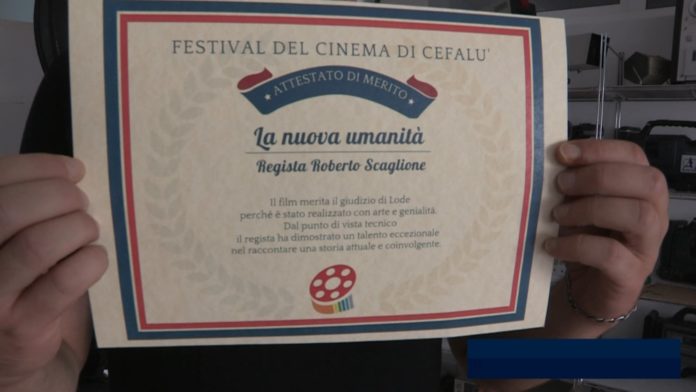 FESTIVAL DEL CINEMA DI CEFALU'
ATTESTATO DI MERITO
La nuova umanità
Regista Roberto Scaglione
Il film merita il giudizio di Lode
perché è stato realizzato con arte e genialità.
Dal punto di vista tecnico
il regista ha dimostrato un talento eccezionale
nel raccontare una storia attuale e coinvolgente.